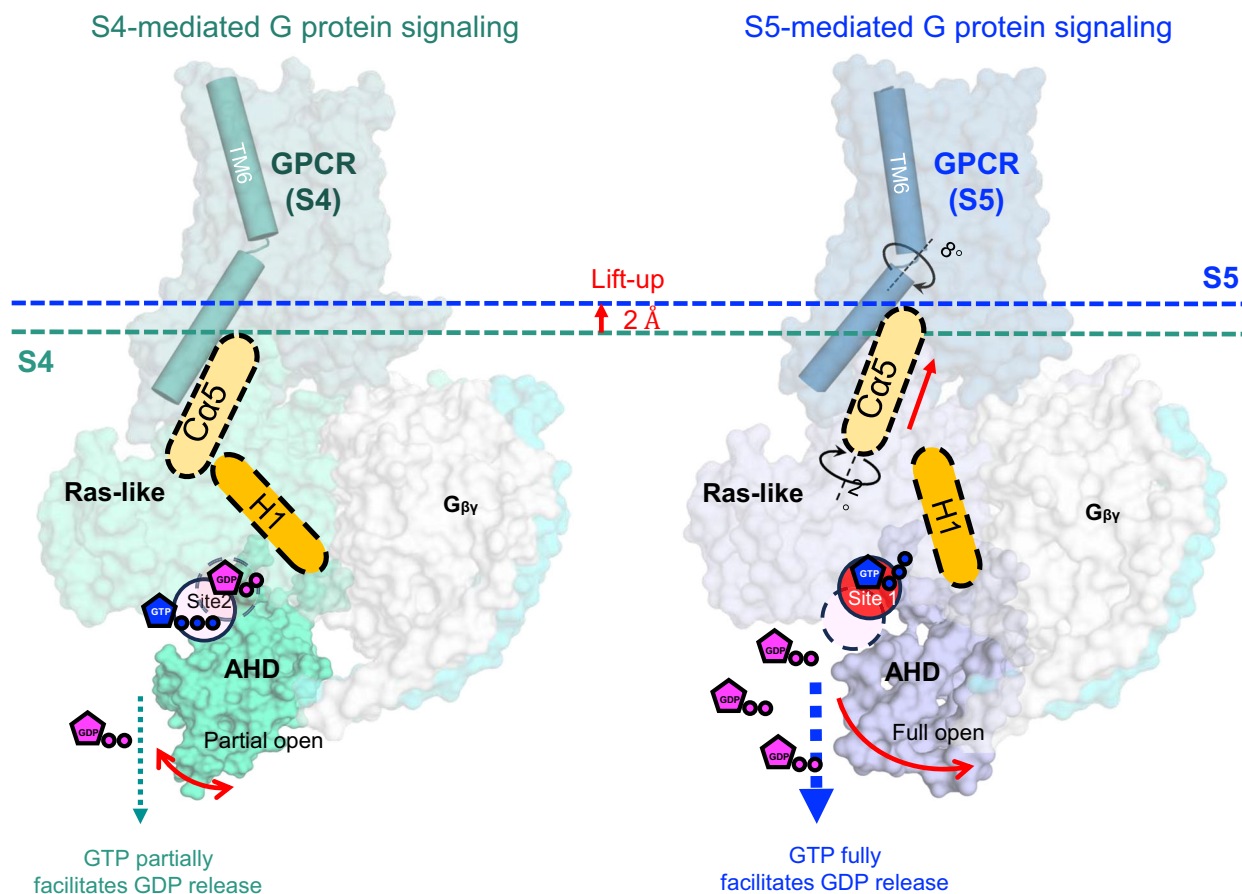 S4-mediated G protein signaling
S5-mediated G protein signaling
TM6
GPCR
(S4)
TM6
GPCR
(S5)
8°
Lift-up
2 Å
S5
S4
Cα5
Cα5
Ras-like
H1
Gβγ
2°
Ras-like
H1
Gβγ
GDP
Site2
GTP
GTP
Site 1
AHD
GDP
AHD
GDP
GDP
Partial open
Full open
GDP
GTP partially
facilitates GDP release
GTP fully
facilitates GDP release